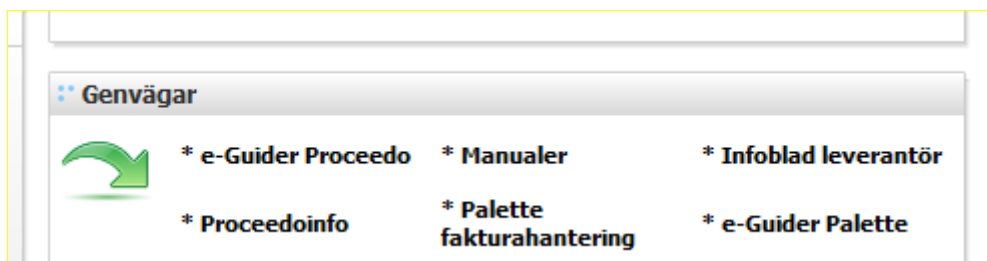 Genvägar
* e-Guider Proceedo
* Manualer
* Infoblad leverantör
* Proceedoinfo
* Palette
fakturahantering
* e-Guider Palette